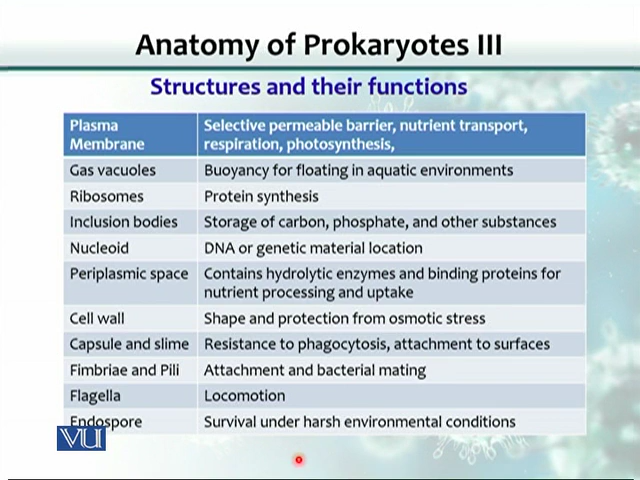 Anatomy of Prokaryotes III
Structures and their functions
Plasma Selective permeable barrier, nutrient transport,
Membrane respiration, photosynthesis,
Gas vacuoles Buoyancy for floating in aquatic environments
Ribosomes Protein synthesis
Inclusion bodies Storage of carbon, phosphate, and other substances
Nucleoid DNA or genetic material location
Periplasmic space Contains hydrolytic enzymes and binding proteins for
nutrient processing and uptake
Cell wall Shape and protection from osmotic stress
Capsule and slime Resistance to phagocytosis, attachment to surfaces
Fimbriae and Pili Attachment and bacterial mating
Flagella Locomotion
Endospore Survival under harsh environmental conditions
VU